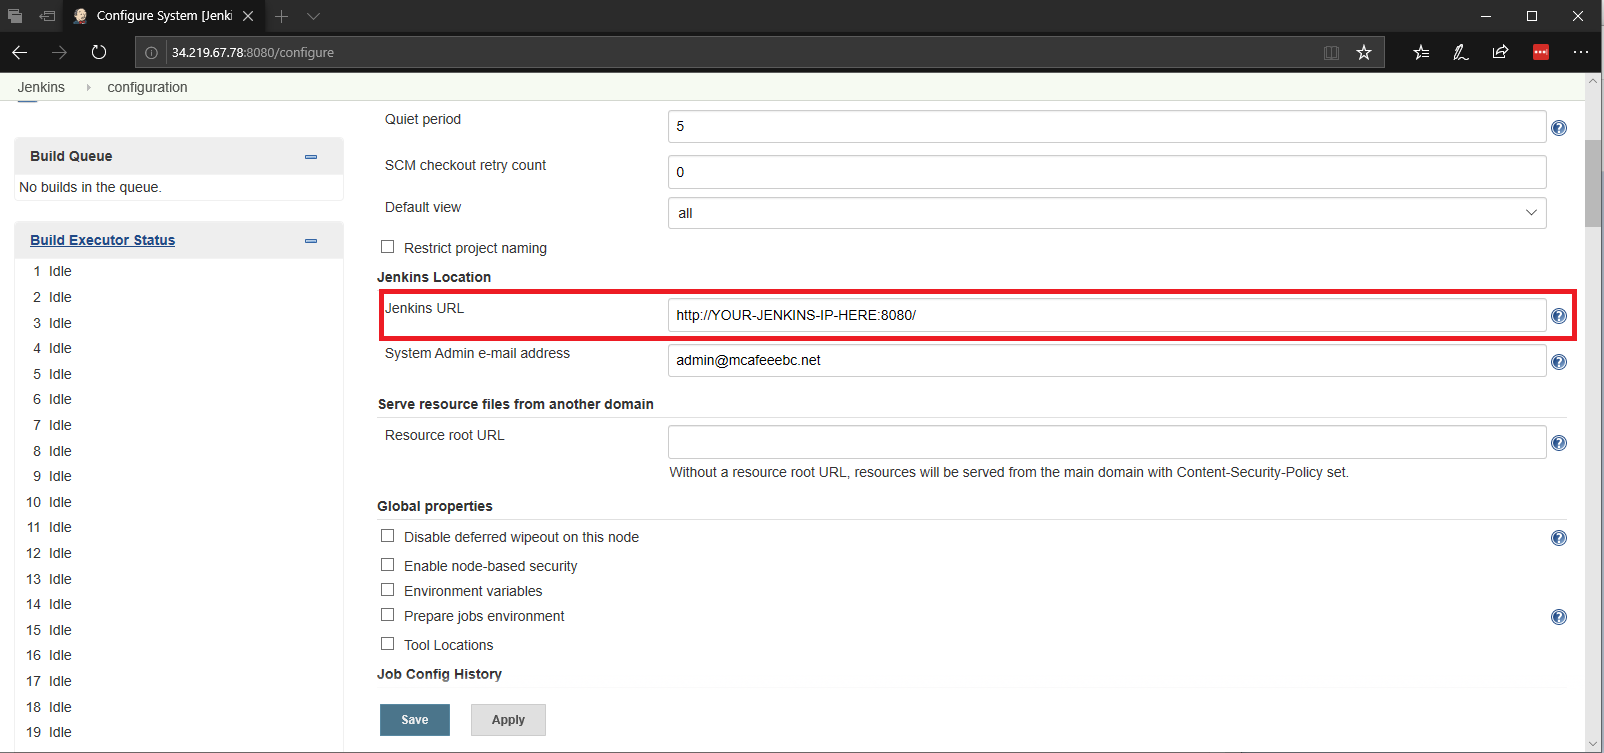 Configure System [Jenki
34.219.67.78:8080/configure
Jenkins
configuration
Build Queue
No builds in the queue.
Build Executor Status
1 Idle
2 Idle
3 Idle
4 Idle
5 Idle
6 Idle
7 Idle
8 Idle
9 Idle
10 Idle
11 Idle
12 Idle
13 Idle
14 Idle
15 Idle
16 Idle
17 Idle
18 Idle
19 Idle
Quiet period
5
SCM checkout retry count
0
Default view
all
Restrict project naming
Jenkins Location
Jenkins URL
http://YOUR-JENKINS-IP-HERE:8080/
System Admin e-mail address
admin@mcafeeebc.net
Serve resource files from another domain
Resource root URL
Without a resource root URL, resources will be served from the main domain with Content-Security-Policy set.
Global properties
Disable deferred wipeout on this node
Enable node-based security
Environment variables
Prepare jobs environment
Tool Locations
Job Config History
Save
Apply